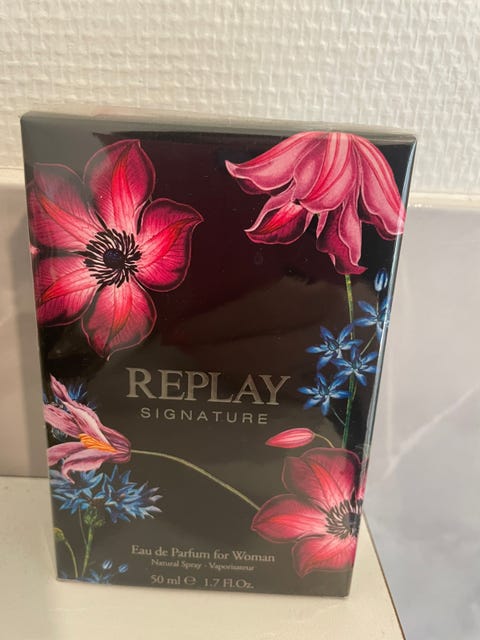 REPLAY
SIGNATURE
Eau de Parfum for Woman
Natural Spray · Vaporisateur
50 ml ℮ 1.7 Fl.Oz.